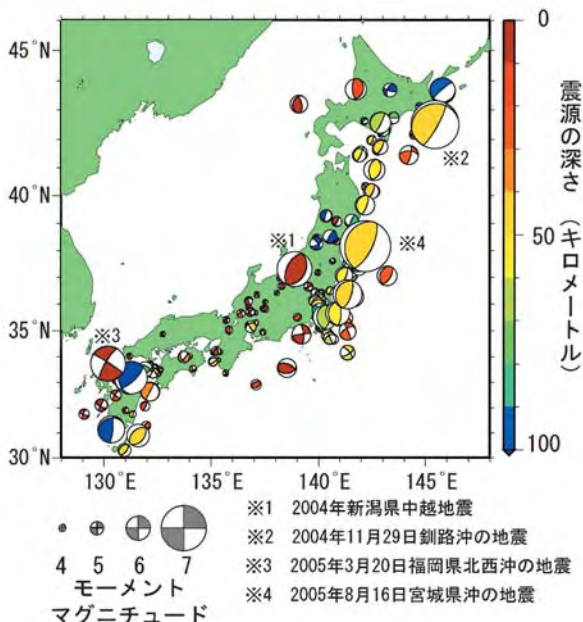 45°N
40°N
35°N
30°N
130°E
135°E
140°E
145°E
※1
※2
※3
※4
0
50
100
震源の深さ（キロメートル）
4 5 6 7
モーメント
マグニチュード
※1 2004年新潟県中越地震
※2 2004年11月29日釧路沖の地震
※3 2005年3月20日福岡県北西沖の地震
※4 2005年8月16日宮城県沖の地震